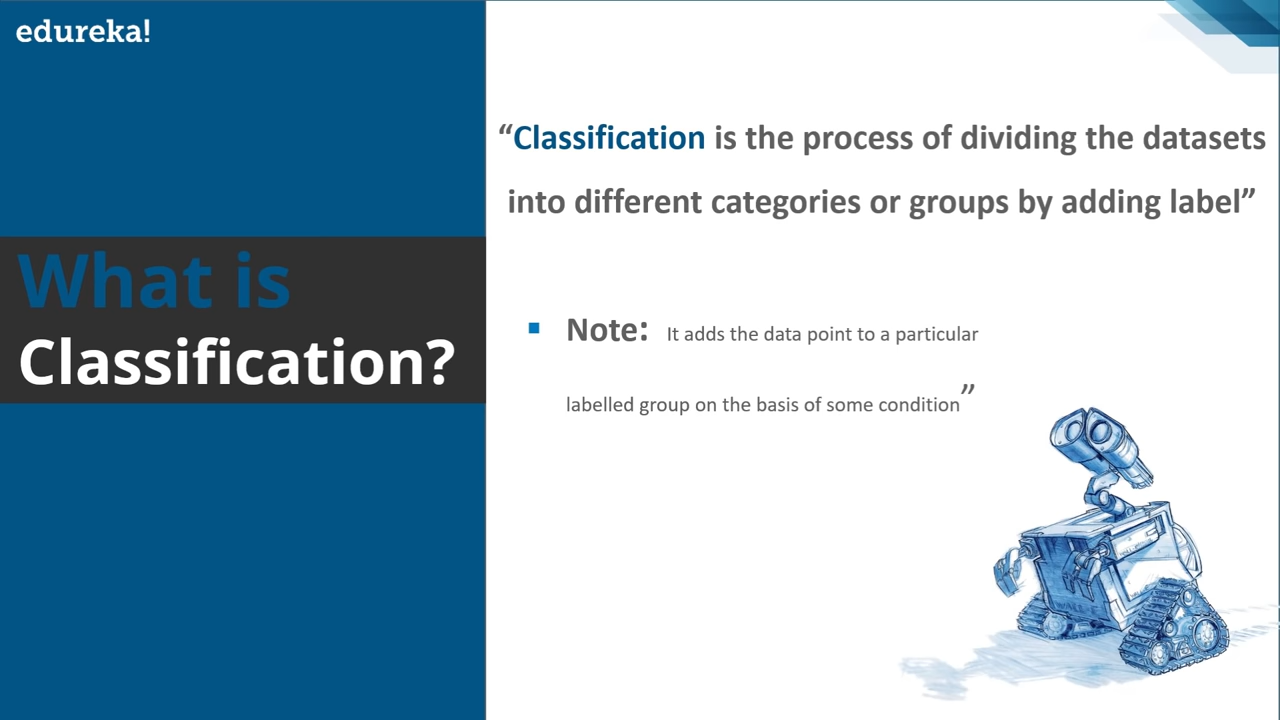 edureka!
What is
Classification?
“Classification is the process of dividing the datasets
into different categories or groups by adding label”
▪ Note: It adds the data point to a particular
labelled group on the basis of some condition”